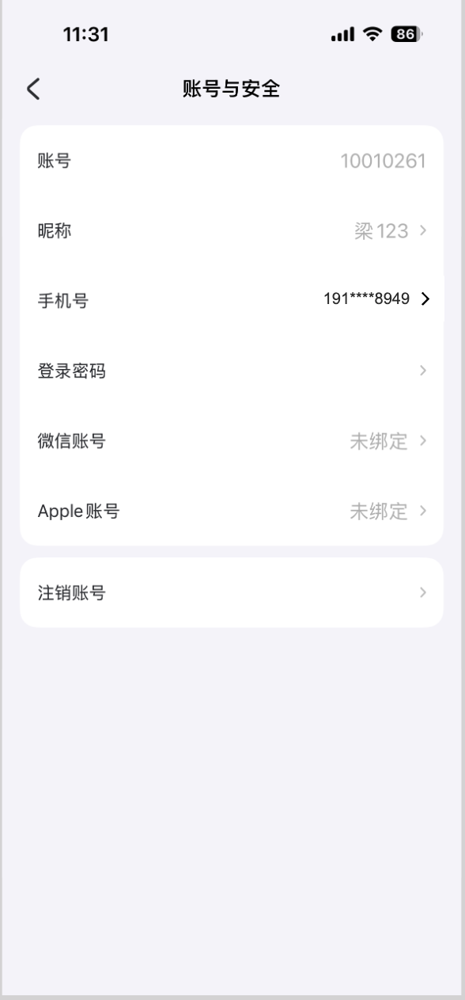 11:31
86
账号与安全
账号 10010261
昵称 梁123
手机号 191****8949
登录密码
微信账号 未绑定
Apple账号 未绑定
注销账号